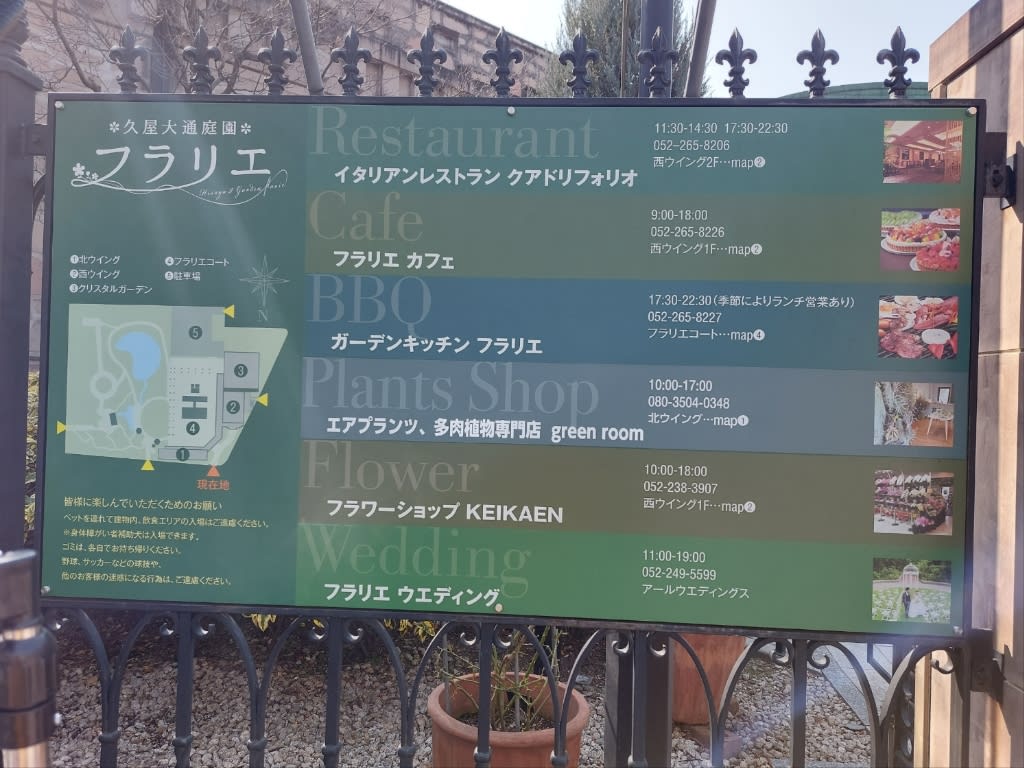 ✽久屋大通庭園✽
フラリエ
Hisaya-odori Garden Flarie
❶北ウイング
❷西ウイング
❸クリスタルガーデン
❹フラリエコート
❺駐車場
N
5
3
2
4
1
現在地
皆様に楽しんでいただくためのお願い
ペットを連れて建物内、飲食エリアの入場はご遠慮ください。
※身体障がい者補助犬は入場できます。
ゴミは、各自でお持ち帰りください。
野球、サッカーなどの球技や、
他のお客様の迷惑になる行為は、ご遠慮ください。
Restaurant
イタリアンレストラン クアドリフォリオ
11:30-14:30 17:30-22:30
052-265-8206
西ウイング2F…map❷
Cafe
フラリエ カフェ
9:00-18:00
052-265-8226
西ウイング1F…map❷
BBQ
ガーデンキッチン フラリエ
17:30-22:30(季節によりランチ営業あり)
052-265-8227
フラリエコート…map❹
Plants Shop
エアプランツ、多肉植物専門店 green room
10:00-17:00
080-3504-0348
北ウイング…map❶
Flower
フラワーショップ KEIKAEN
10:00-18:00
052-238-3907
西ウイング1F…map❷
Wedding
フラリエ ウエディング
11:00-19:00
052-249-5599
アールウエディングス